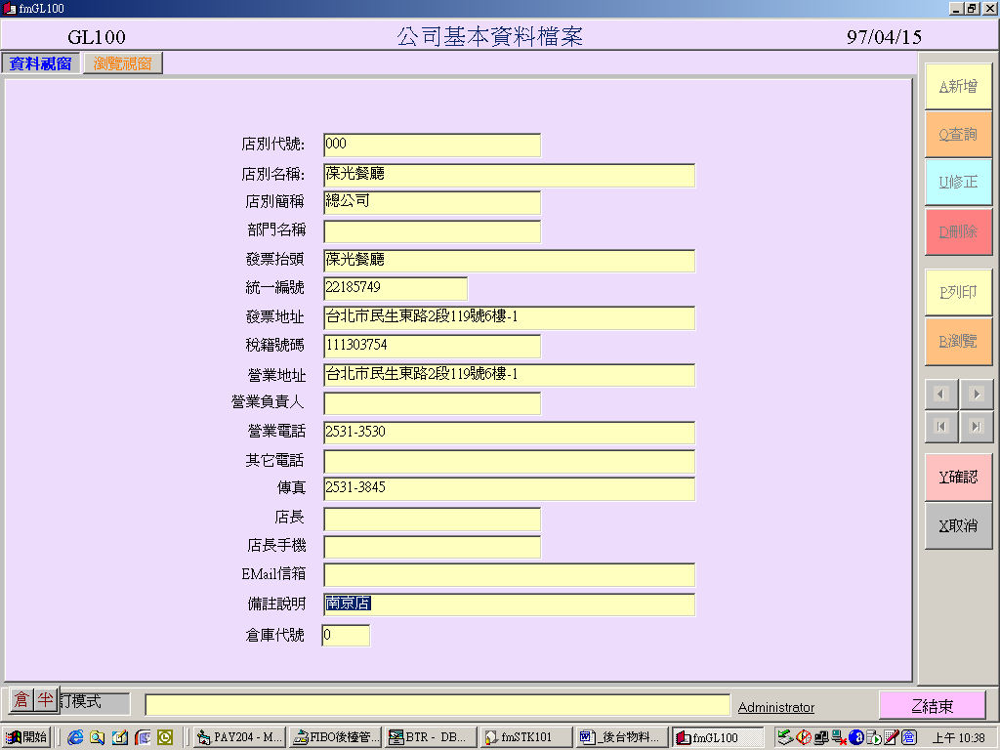 fmGL100
GL100 公司基本資料檔案 97/04/15
資料視窗 瀏覽視窗
A新增
Q查詢
U修正
D刪除
P列印
B瀏覽
Y確認
X取消
店別代號: 000
店別名稱: 葆光餐廳
店別簡稱 總公司
部門名稱
發票抬頭 葆光餐廳
統一編號 22185749
發票地址 台北市民生東路2段119號6樓-1
稅籍號碼 111303754
營業地址 台北市民生東路2段119號6樓-1
營業負責人
營業電話 2531-3530
其它電話
傳真 2531-3845
店長
店長手機
EMail信箱
備註說明 南京店
倉庫代號 0
倉 半 訂模式 Administrator Z結束
開始 PAY204 - M... FIBO後檯管... BTR - DB... fmSTK101 _後台物料... fmGL100 倉 上午 10:38